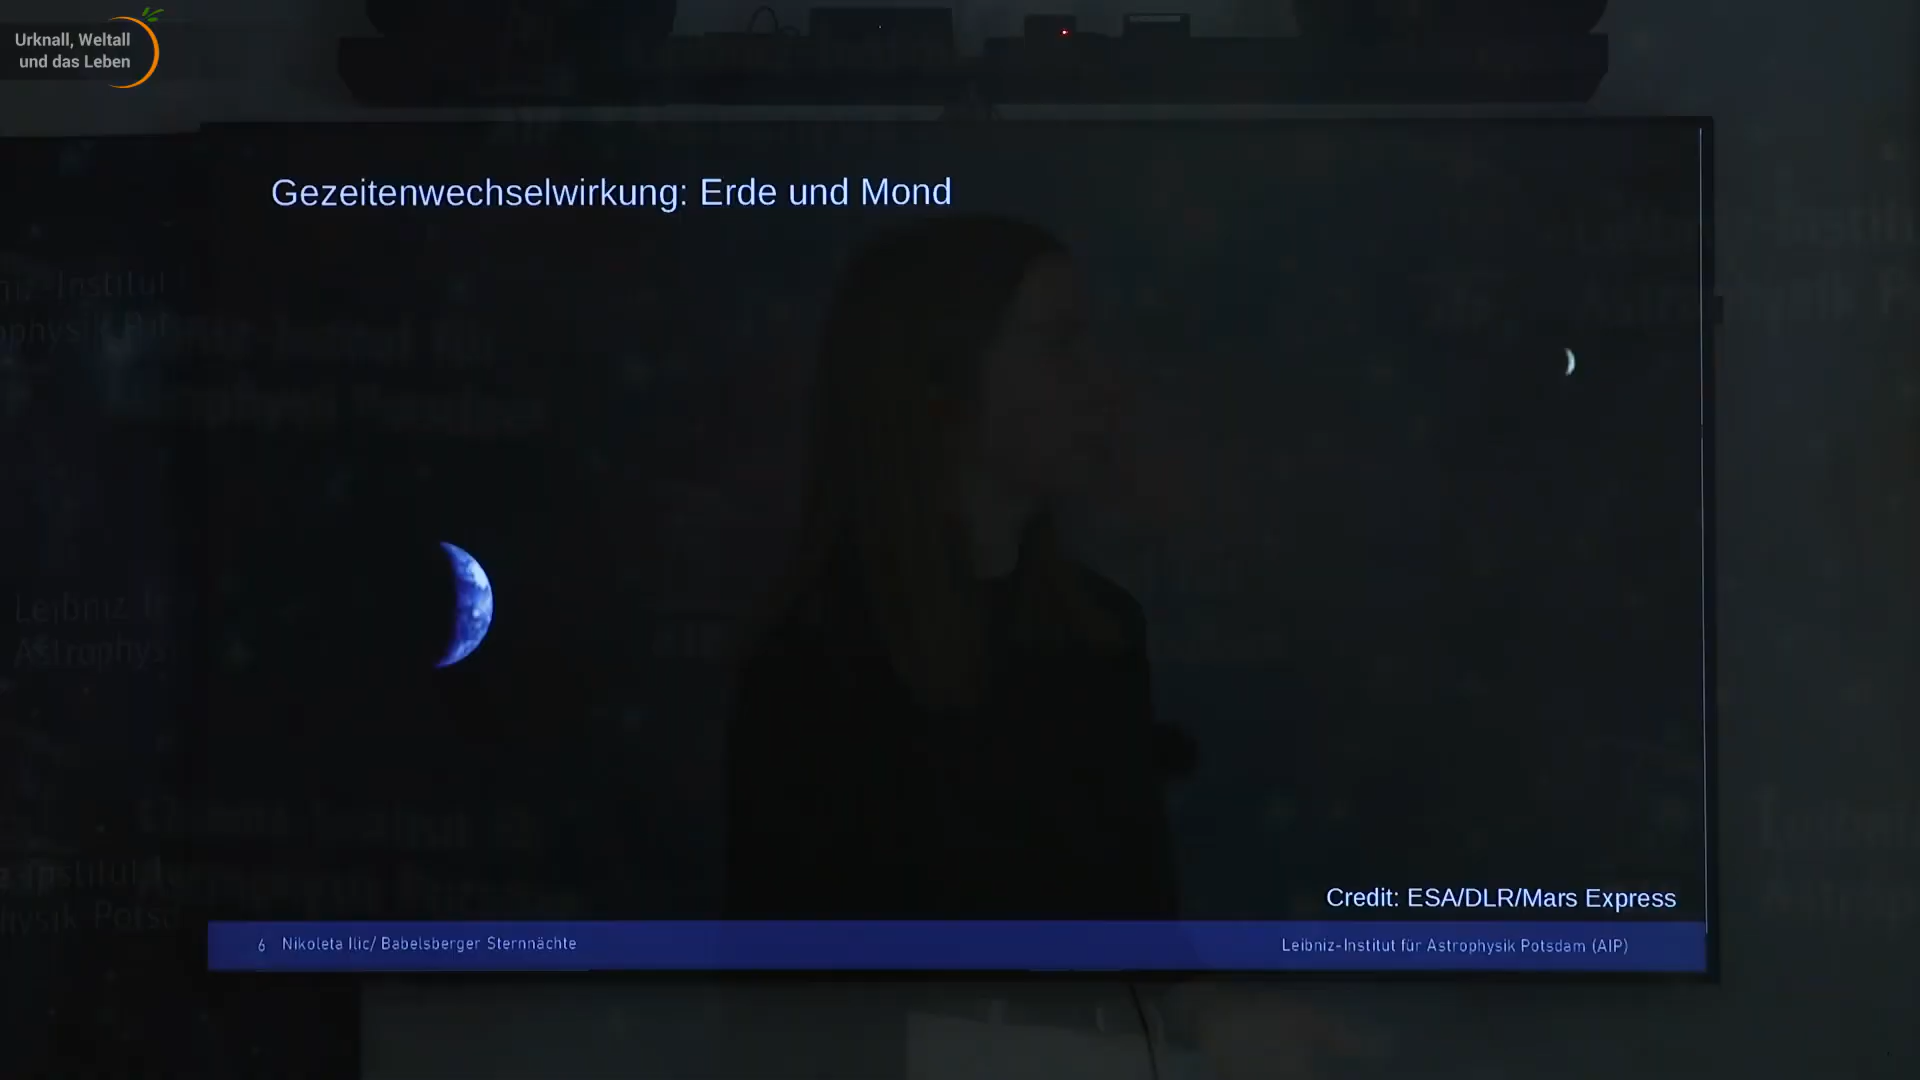 Urknall, Weltall
und das Leben
Gezeitenwechselwirkung: Erde und Mond
Leibniz
Credit: ESA/DLR/Mars Express
6 Nikoleta Ilic/ Babelsberger Sternnächte
Leibniz-Institut für Astrophysik Potsdam (AIP)